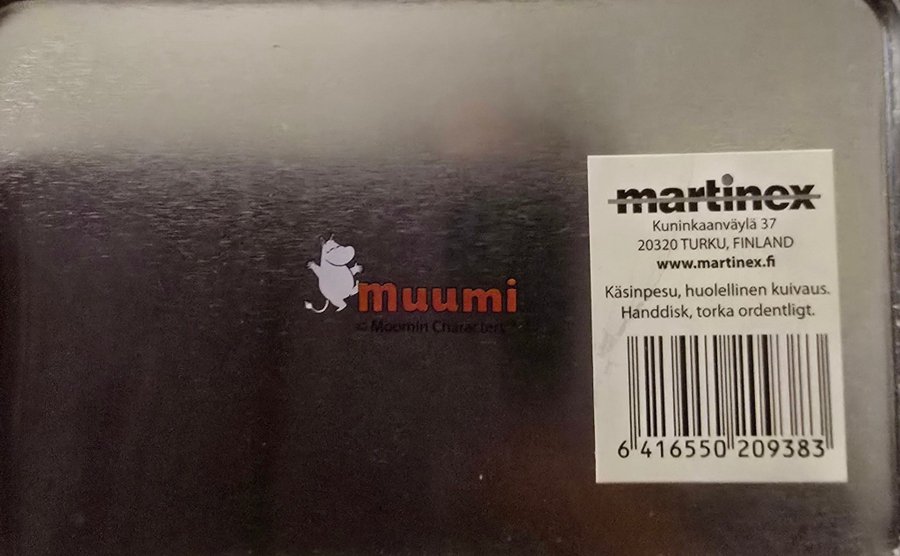 muumi
© Moomin Characters™
martinex
Kuninkaanväylä 37
20320 TURKU, FINLAND
www.martinex.fi
Käsinpesu, huolellinen kuivaus.
Handdisk, torka ordentligt.
6 416550 209383